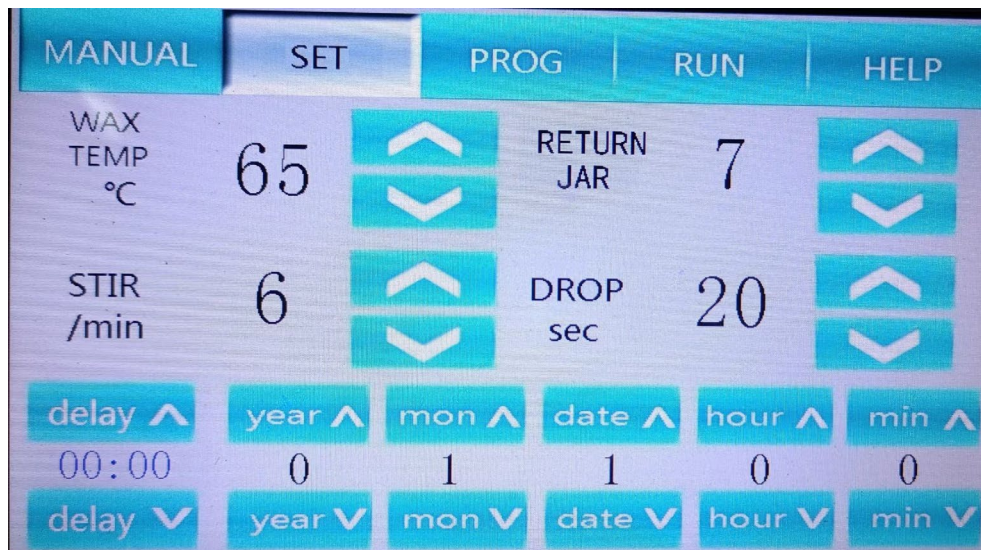 MANUAL SET PROG RUN HELP
WAX
TEMP
°C
65
RETURN
JAR
7
STIR
/min
6
DROP
sec
20
delay year mon date hour min
00:00 0 1 1 0 0
delay year mon date hour min